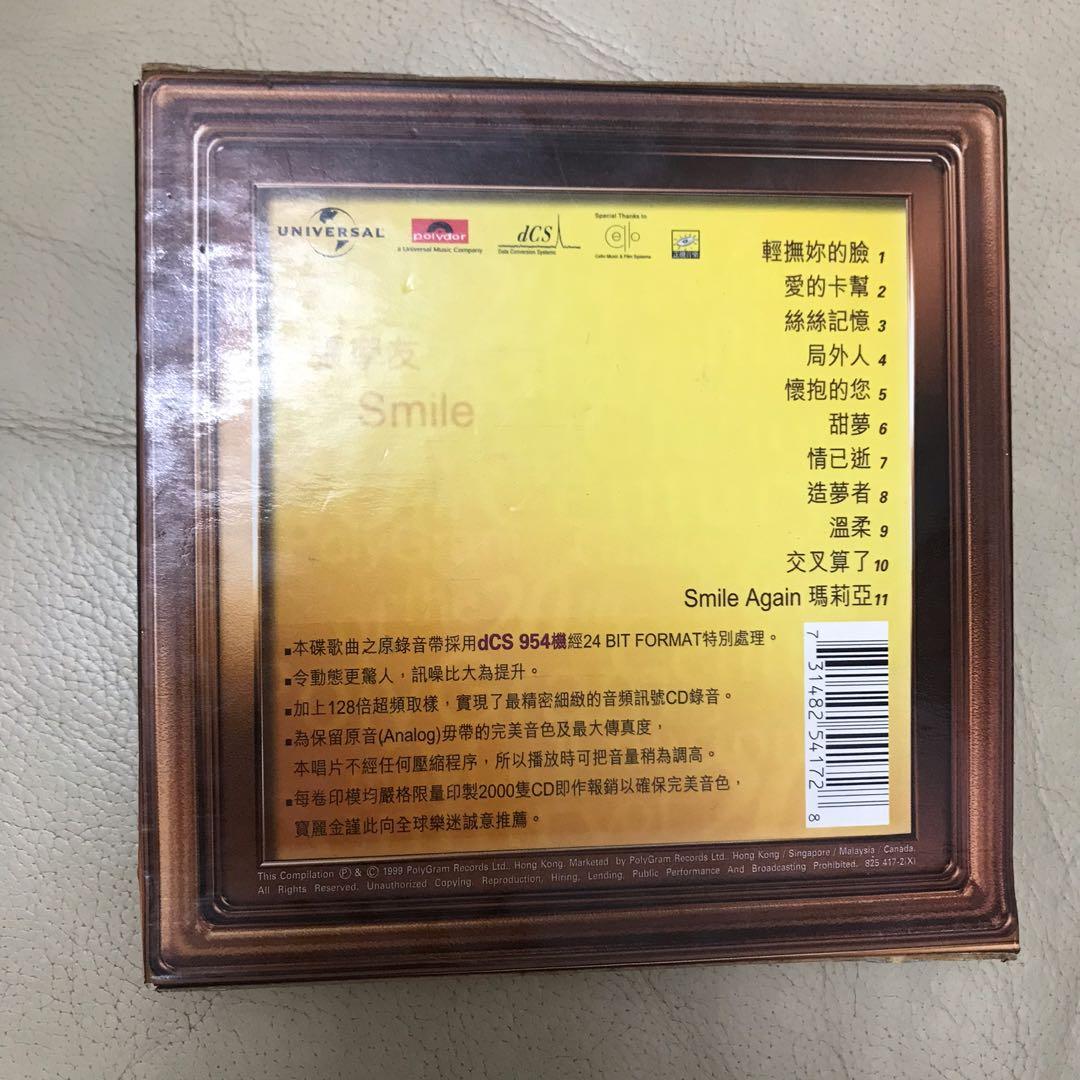 UNIVERSAL
polydor
a Universal Music Company
dCS
Data Conversion Systems
Special Thanks to
Cello Music & Film Systems
輕撫妳的臉 1
愛的卡幫 2
絲絲記憶 3
局外人 4
懷抱的您 5
甜夢 6
情已逝 7
造夢者 8
溫柔 9
交叉算了 10
Smile Again 瑪莉亞 11
學友
Smile
本碟歌曲之原錄音帶採用dCS 954機經24 BIT FORMAT特別處理。
令動態更驚人，訊噪比大為提升。
加上128倍超頻取樣，實現了最精密細緻的音頻訊號CD錄音。
為保留原音(Analog)毋帶的完美音色及最大傳真度，
本唱片不經任何壓縮程序，所以播放時可把音量稍為調高。
每卷印模均嚴格限量印製2000隻CD即作報銷以確保完美音色，
寶麗金謹此向全球樂迷誠意推薦。
7 31482 54172 8
This Compilation Ⓟ & © 1999 PolyGram Records Ltd., Hong Kong. Marketed by PolyGram Records Ltd. Hong Kong / Singapore / Malaysia / Canada.
All Rights Reserved. Unauthorized Copying, Reproduction, Hiring, Lending, Public Performance And Broadcasting Prohibited. 825 417-2(X)